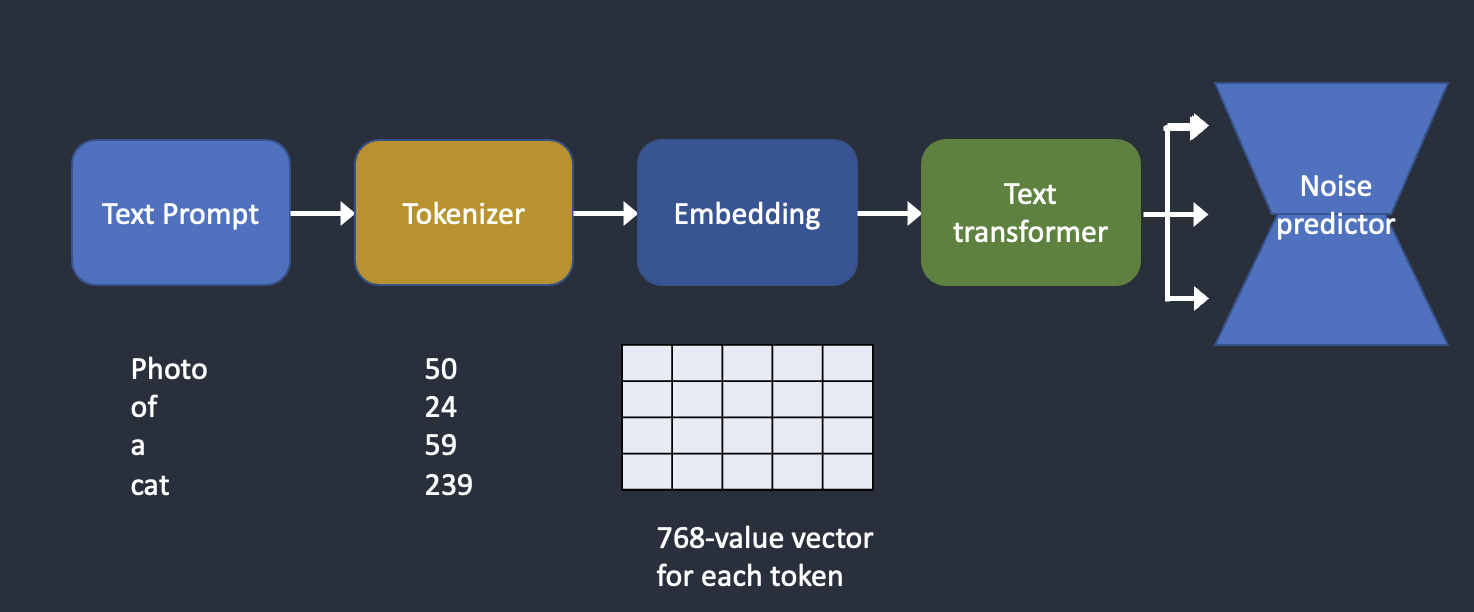 Text Prompt
Tokenizer
Embedding
Text
transformer
Noise
predictor
Photo
of
a
cat
50
24
59
239
768-value vector
for each token